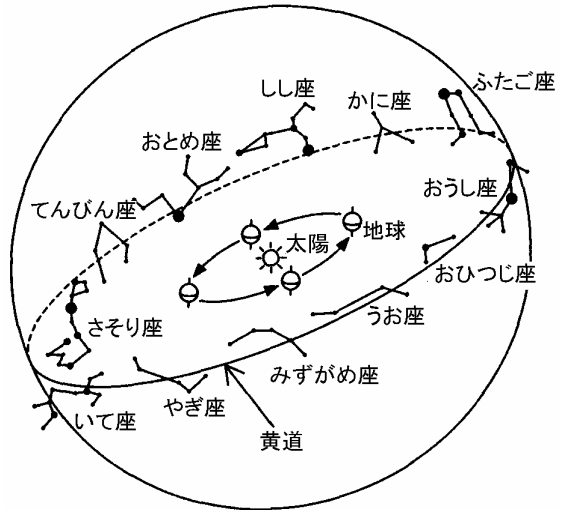 ふたご座
しし座
かに座
おとめ座
おうし座
てんびん座
太陽
地球
おひつじ座
うお座
さそり座
みずがめ座
やぎ座
いて座
黄道